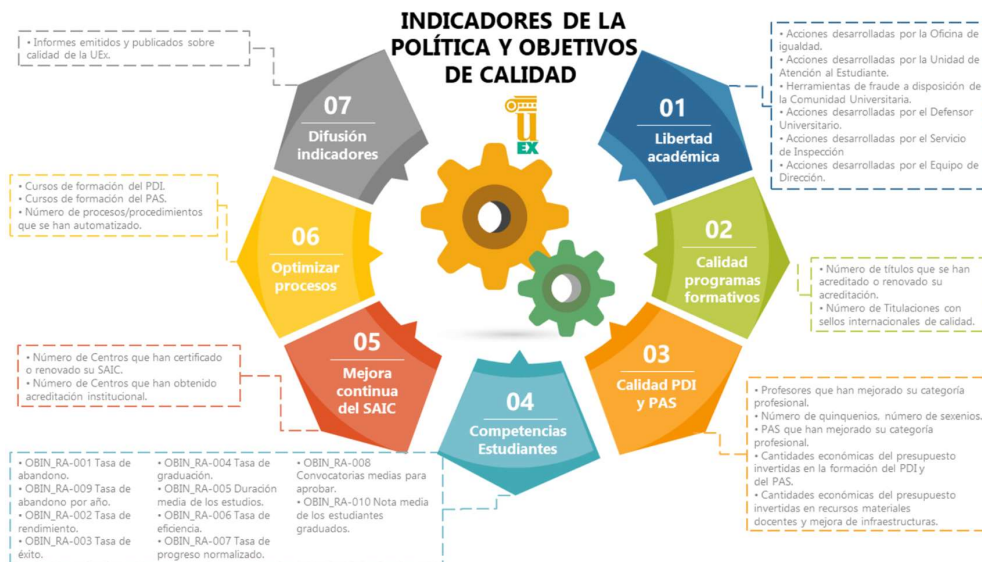 INDICADORES DE LA
POLÍTICA Y OBJETIVOS
DE CALIDAD
U
EX
01
Libertad
académica
• Acciones desarrolladas por la Oficina de
igualdad.
• Acciones desarrolladas por la Unidad de
Atención al Estudiante.
• Herramientas de fraude a disposición de
la Comunidad Universitaria.
• Acciones desarrolladas por el Defensor
Universitario.
• Acciones desarrolladas por el Servicio
de Inspección
• Acciones desarrolladas por el Equipo de
Dirección.
02
Calidad
programas
formativos
• Número de títulos que se han
acreditado o renovado su
acreditación.
• Número de Titulaciones con
sellos internacionales de calidad.
03
Calidad PDI
y PAS
• Profesores que han mejorado su categoría
profesional.
• Número de quinquenios, número de sexenios.
• PAS que han mejorado su categoría
profesional.
• Cantidades económicas del presupuesto
invertidas en la formación del PDI y
del PAS.
• Cantidades económicas del presupuesto
invertidas en recursos materiales
docentes y mejora de infraestructuras.
04
Competencias
Estudiantes
• OBIN_RA-001 Tasa de
abandono.
• OBIN_RA-009 Tasa de
abandono por año.
• OBIN_RA-002 Tasa de
rendimiento.
• OBIN_RA-003 Tasa de
éxito.
• OBIN_RA-004 Tasa de
graduación.
• OBIN_RA-005 Duración
media de los estudios.
• OBIN_RA-006 Tasa de
eficiencia.
• OBIN_RA-007 Tasa de
progreso normalizado.
• OBIN_RA-008
Convocatorias medias para
aprobar.
• OBIN_RA-010 Nota media
de los estudiantes
graduados.
05
Mejora
continua
del SAIC
• Número de Centros que han certificado
o renovado su SAIC.
• Número de Centros que han obtenido
acreditación institucional.
06
Optimizar
procesos
• Cursos de formación del PDI.
• Cursos de formación del PAS.
• Número de procesos/procedimientos
que se han automatizado.
07
Difusión
indicadores
• Informes emitidos y publicados sobre
calidad de la UEx.